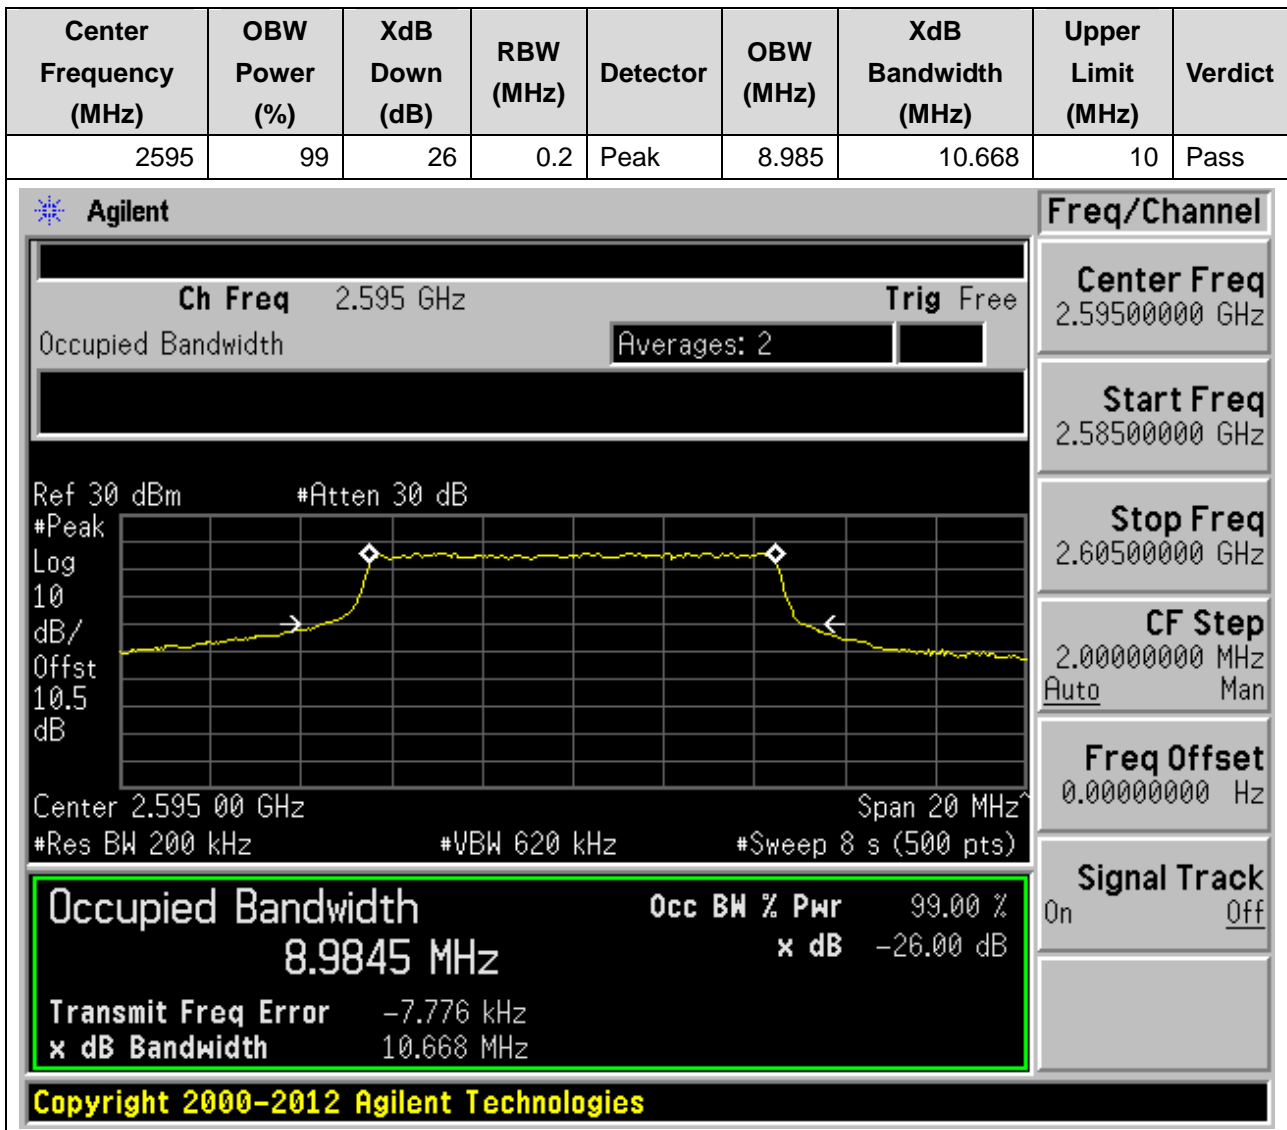 Center Frequency (MHz) OBW Power (%) XdB Down (dB) RBW (MHz) Detector OBW (MHz) XdB Bandwidth (MHz) Upper Limit (MHz) Verdict
2595 99 26 0.2 Peak 8.985 10.668 10 Pass
Agilent
Freq/Channel
Ch Freq 2.595 GHz Trig Free
Occupied Bandwidth Averages: 2
Center Freq
2.59500000 GHz
Start Freq
2.58500000 GHz
Stop Freq
2.60500000 GHz
CF Step
2.00000000 MHz
Auto Man
Freq Offset
0.00000000 Hz
Signal Track
On Off
Ref 30 dBm #Atten 30 dB
#Peak
Log
10
dB/
Offst
10.5
dB
Center 2.595 00 GHz Span 20 MHz^
#Res BW 200 kHz #VBW 620 kHz #Sweep 8 s (500 pts)
Occupied Bandwidth Occ BW % Pwr 99.00 %
8.9845 MHz x dB -26.00 dB
Transmit Freq Error -7.776 kHz
x dB Bandwidth 10.668 MHz
Copyright 2000-2012 Agilent Technologies